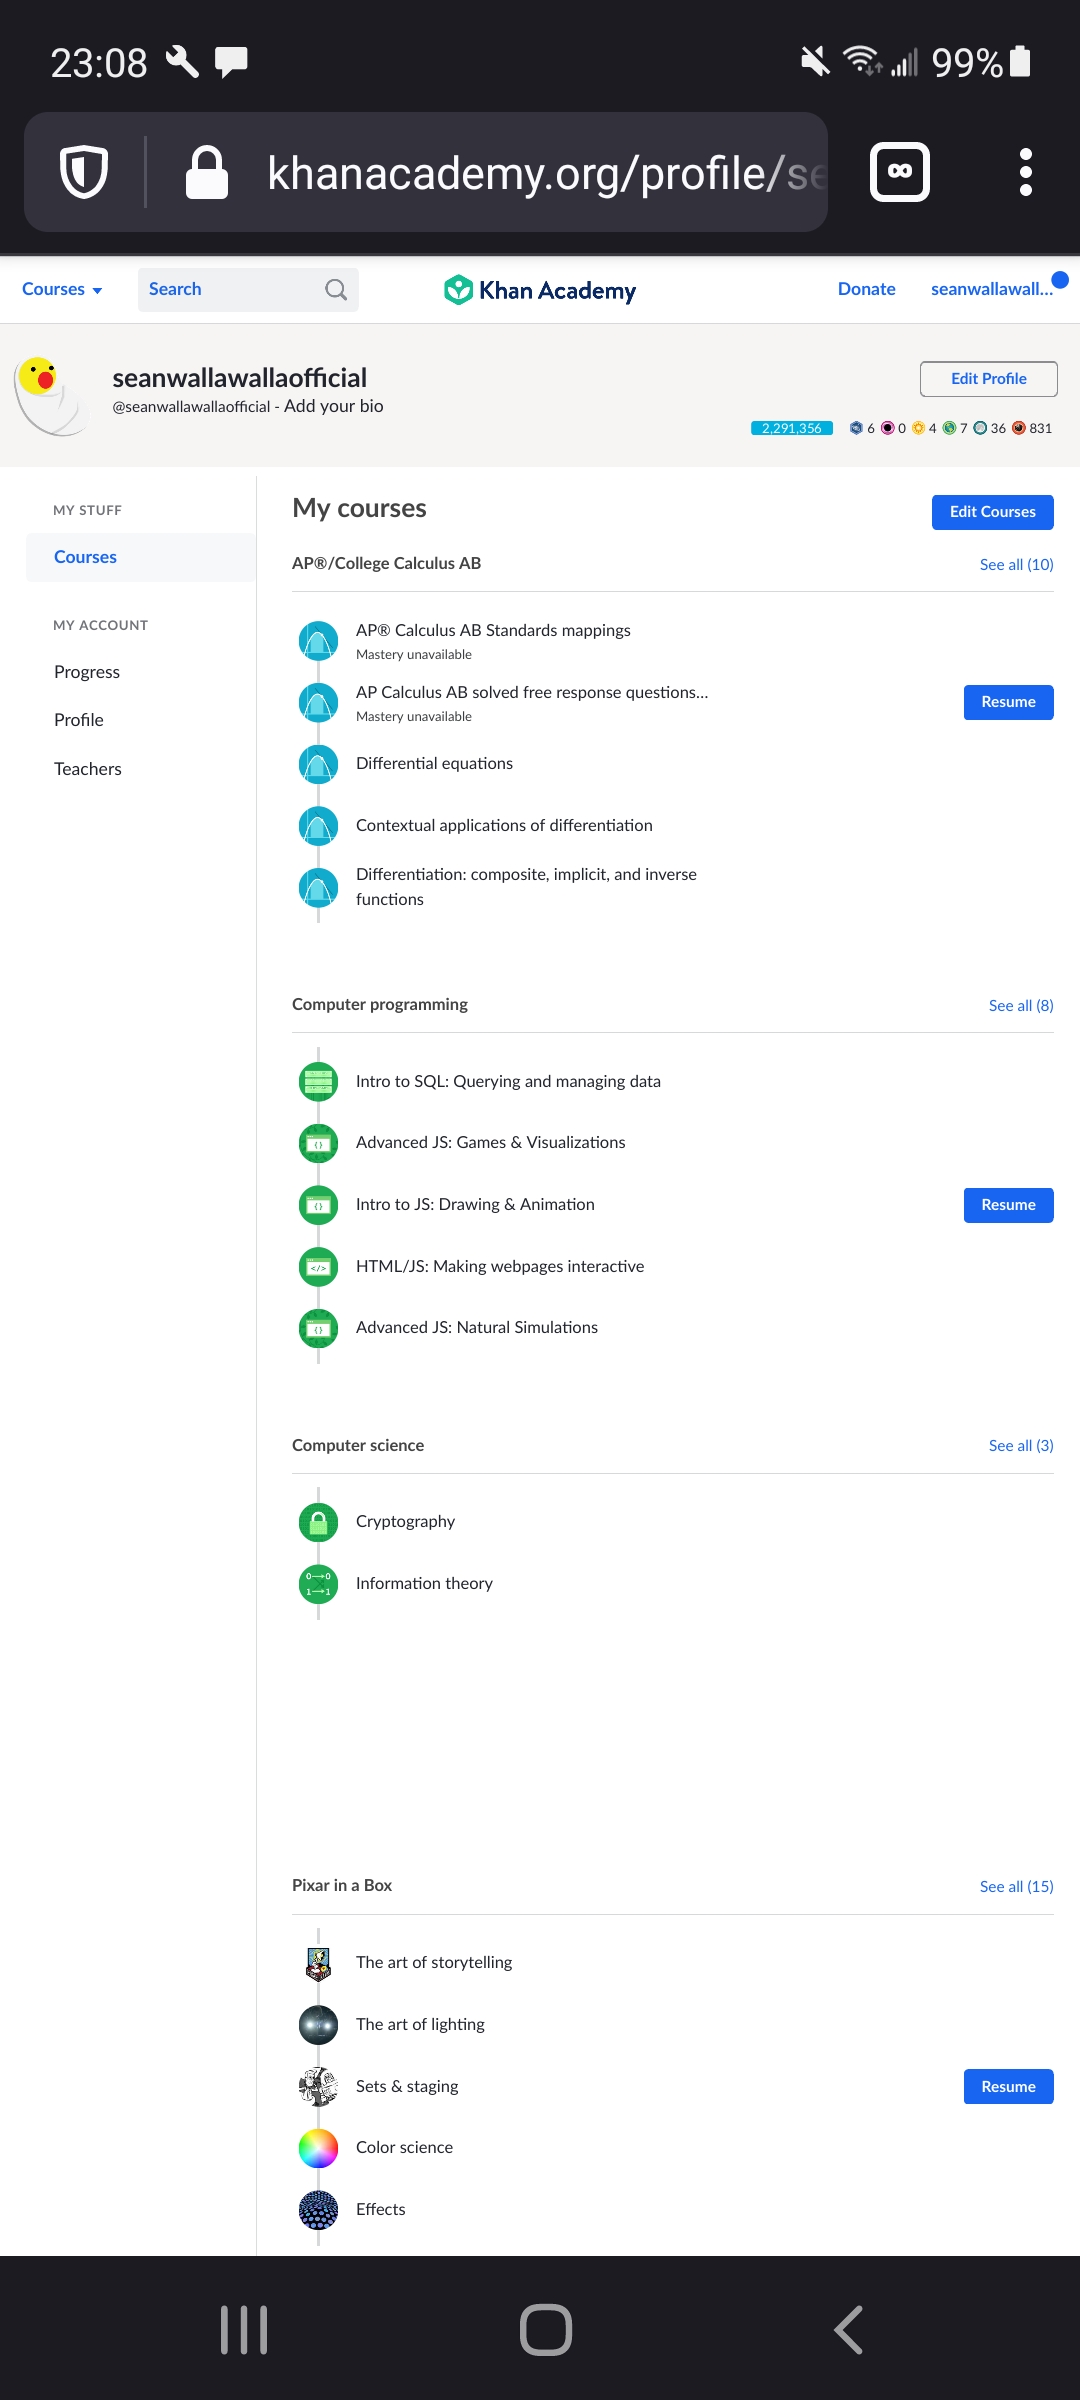 23:08
99%
khanacademy.org/profile/se
Courses
Search
Khan Academy
Donate
seanwallawall...
seanwallawallaofficial
@seanwallawallaofficial - Add your bio
Edit Profile
2,291,356 6 0 4 7 36 831
MY STUFF
Courses
MY ACCOUNT
Progress
Profile
Teachers
My courses
Edit Courses
AP®/College Calculus AB
See all (10)
AP® Calculus AB Standards mappings
Mastery unavailable
AP Calculus AB solved free response questions...
Mastery unavailable
Resume
Differential equations
Contextual applications of differentiation
Differentiation: composite, implicit, and inverse
functions
Computer programming
See all (8)
Intro to SQL: Querying and managing data
Advanced JS: Games & Visualizations
Intro to JS: Drawing & Animation
Resume
HTML/JS: Making webpages interactive
Advanced JS: Natural Simulations
Computer science
See all (3)
Cryptography
Information theory
Pixar in a Box
See all (15)
The art of storytelling
The art of lighting
Sets & staging
Resume
Color science
Effects